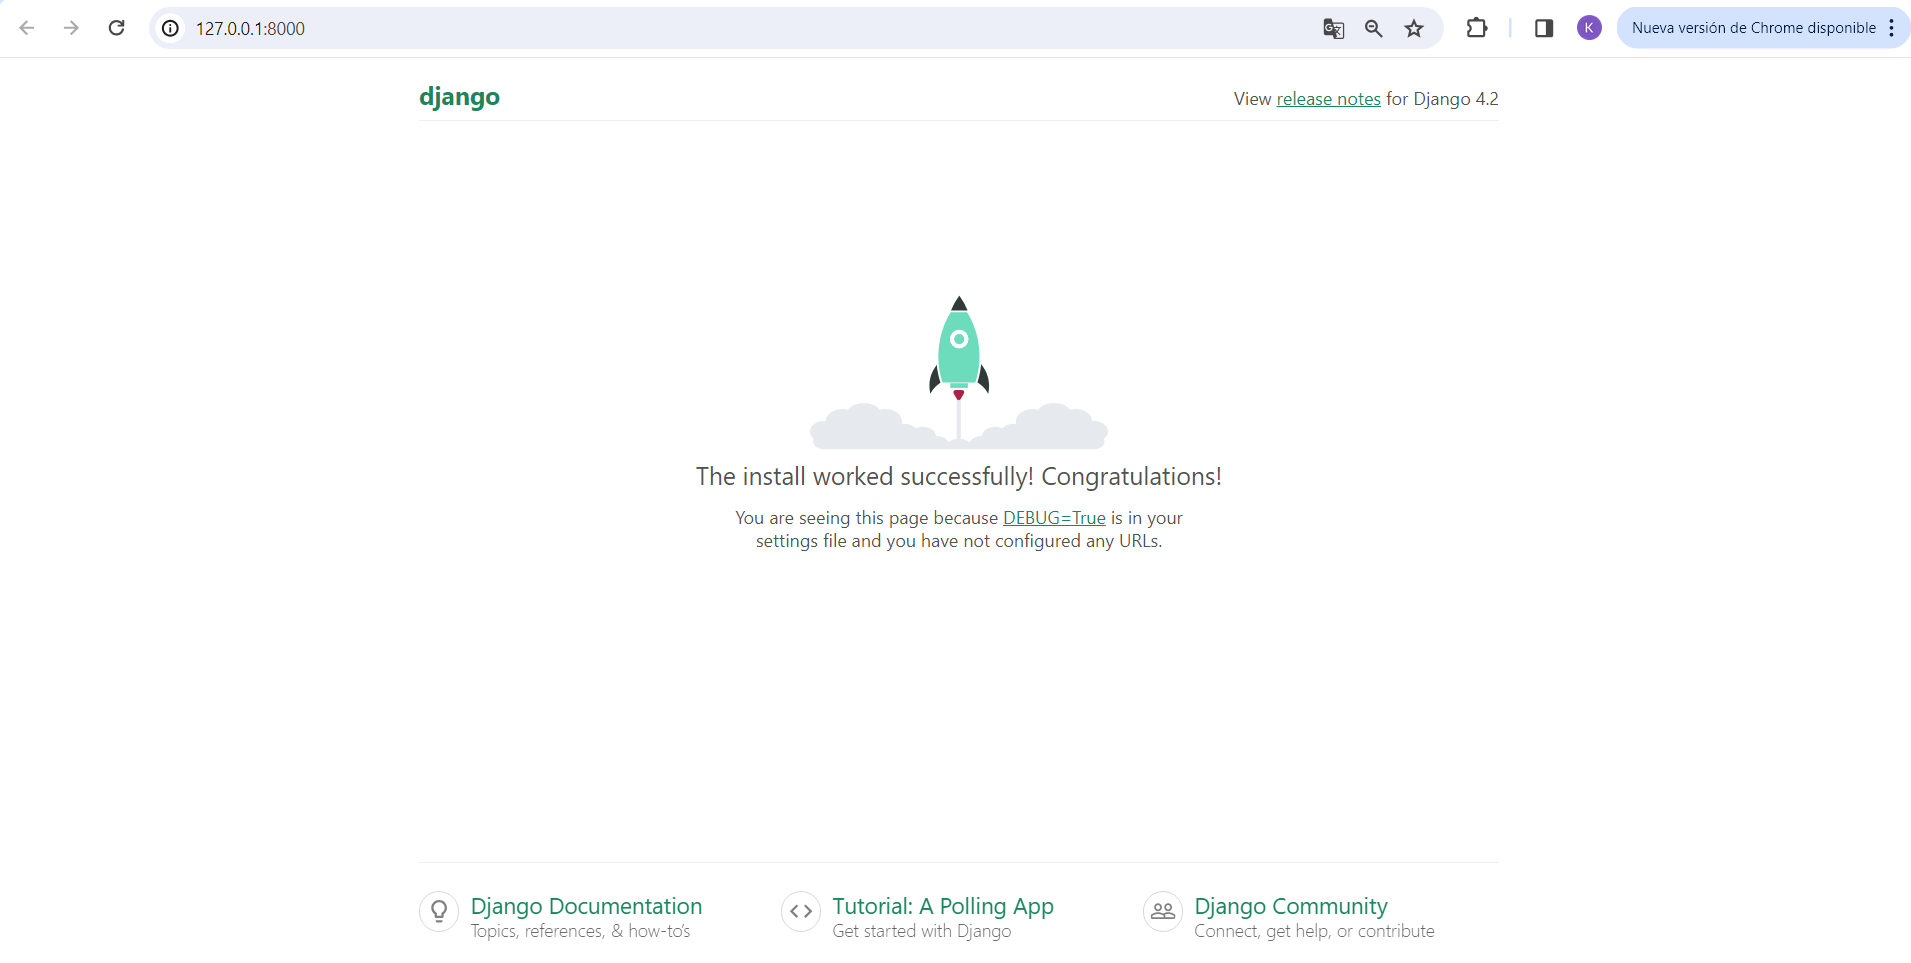 127.0.0.1:8000
K
Nueva versión de Chrome disponible
django
View release notes for Django 4.2
The install worked successfully! Congratulations!
You are seeing this page because DEBUG=True is in your
settings file and you have not configured any URLs.
Django Documentation
Topics, references, & how-to’s
Tutorial: A Polling App
Get started with Django
Django Community
Connect, get help, or contribute